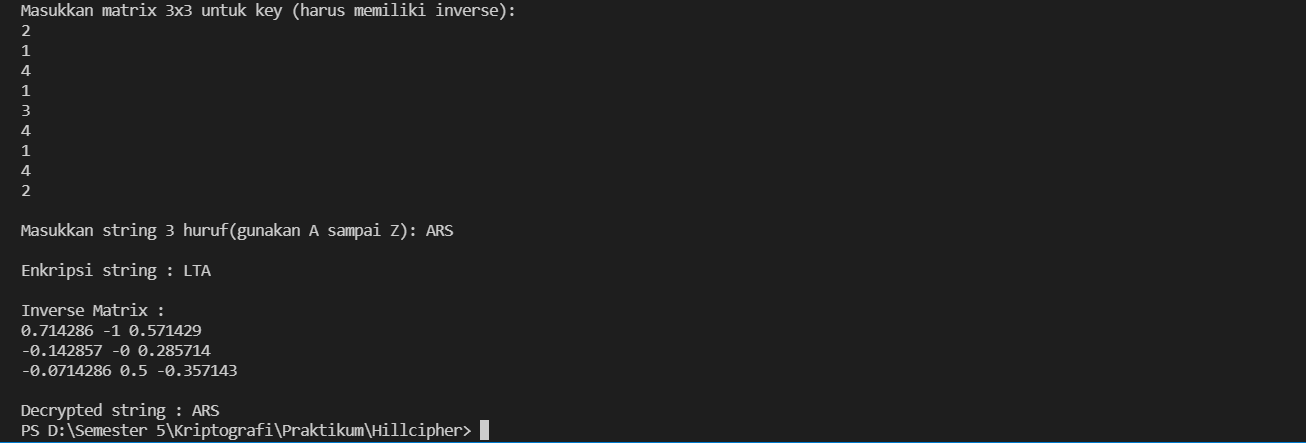 Masukkan matrix 3x3 untuk key (harus memiliki inverse):
2
1
4
1
3
4
1
4
2
Masukkan string 3 huruf(gunakan A sampai Z): ARS
Enkripsi string : LTA
Inverse Matrix :
0.714286 -1 0.571429
-0.142857 -0 0.285714
-0.0714286 0.5 -0.357143
Decrypted string : ARS
PS D:\Semester 5\Kriptografi\Praktikum\Hillcipher>